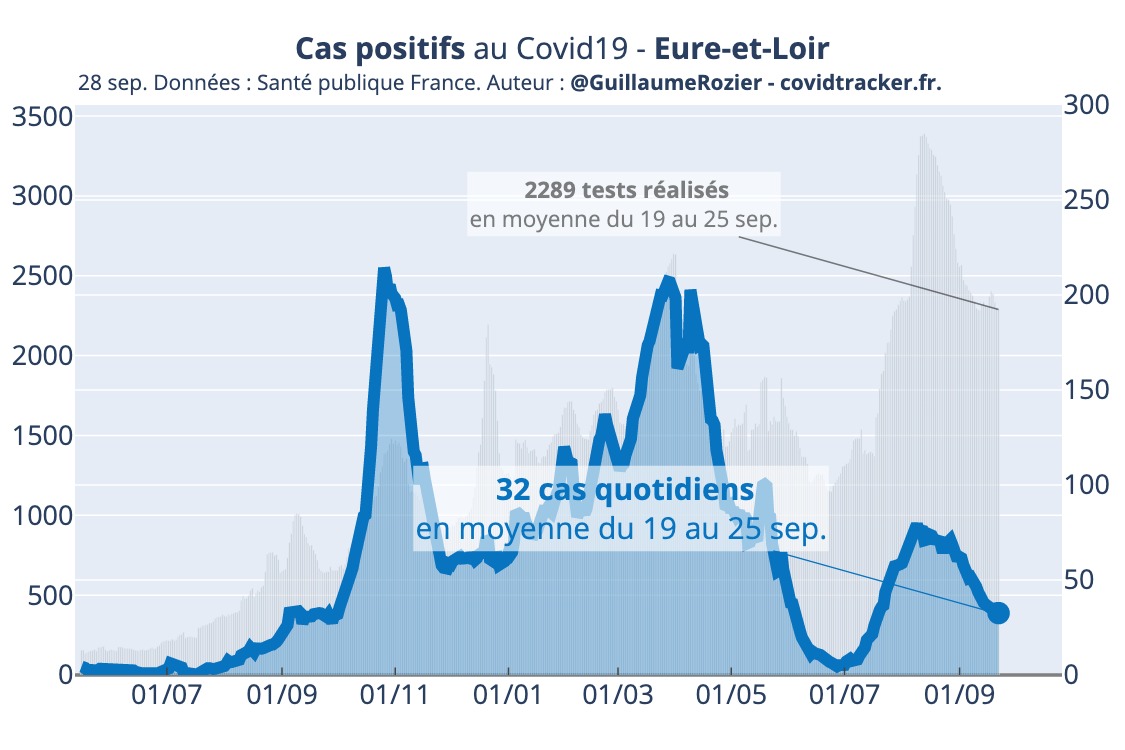 Cas positifs au Covid19 - Eure-et-Loir
28 sep. Données : Santé publique France. Auteur : @GuillaumeRozier - covidtracker.fr.
3500
3000
2500
2000
1500
1000
500
0
300
250
200
150
100
50
0
2289 tests réalisés
en moyenne du 19 au 25 sep.
32 cas quotidiens
en moyenne du 19 au 25 sep.
01/07 01/09 01/11 01/01 01/03 01/05 01/07 01/09